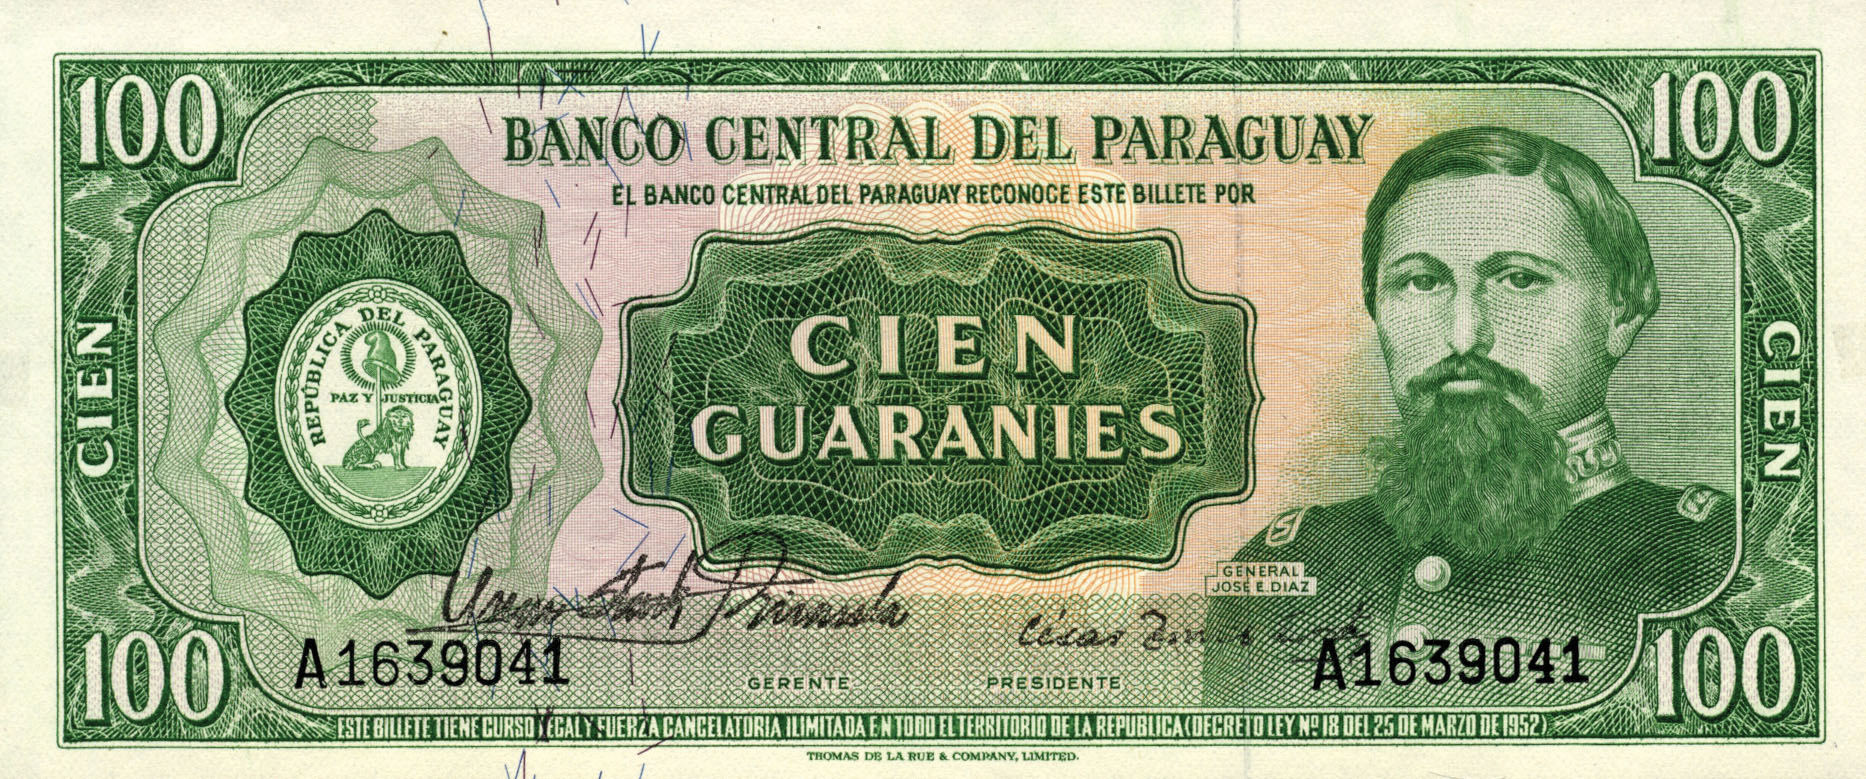 100
100
BANCO CENTRAL DEL PARAGUAY
EL BANCO CENTRAL DEL PARAGUAY RECONOCE ESTE BILLETE POR
CIEN
REPÚBLICA DEL PARAGUAY
PAZ Y JUSTICIA
CIEN
GUARANIES
CIEN
GENERAL
JOSE E. DIAZ
César
A1639041
A1639041
GERENTE
PRESIDENTE
100
100
ESTE BILLETE TIENE CURSO LEGAL Y FUERZA CANCELATORIA ILIMITADA EN TODO EL TERRITORIO DE LA REPUBLICA (DECRETO LEY Nº 18 DEL 25 DE MARZO DE 1952)
THOMAS DE LA RUE & COMPANY, LIMITED.